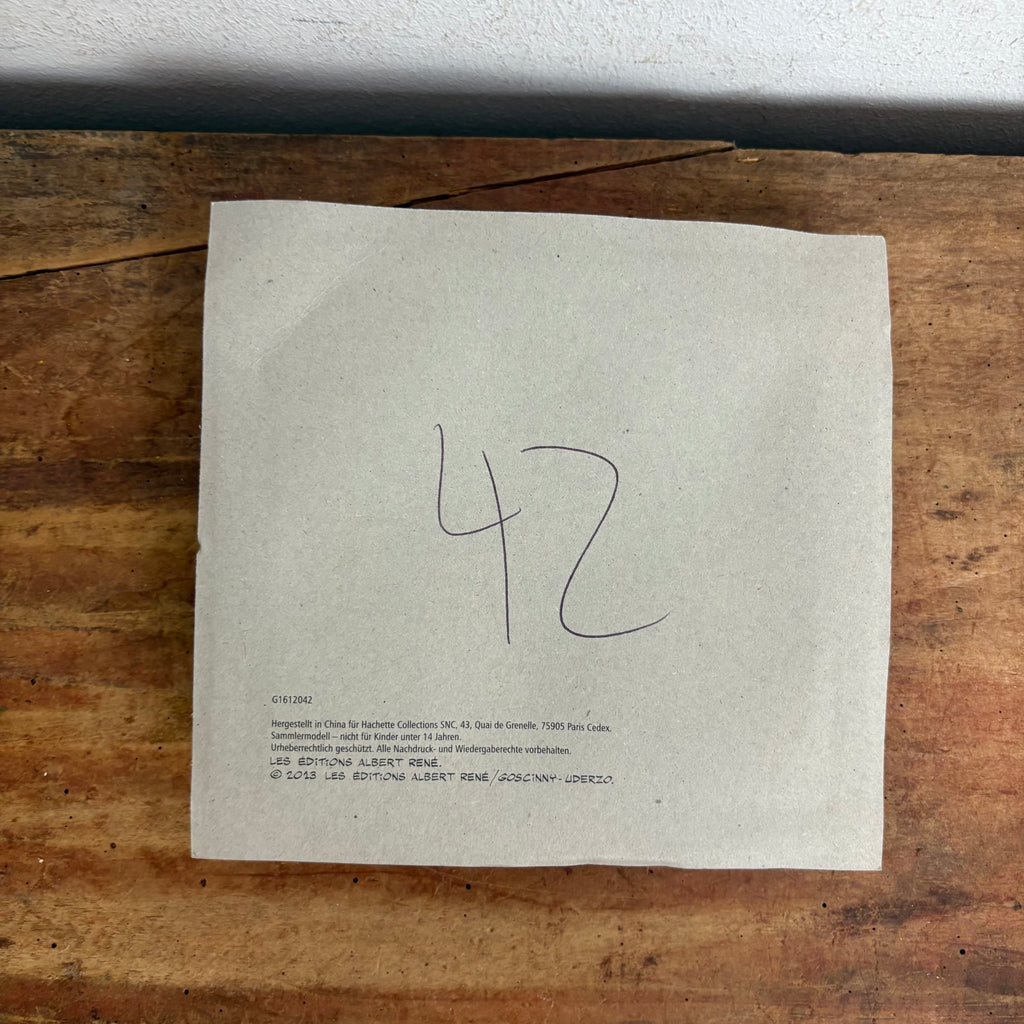 42
G1612042
Hergestellt in China für Hachette Collections SNC, 43, Quai de Grenelle, 75905 Paris Cedex.
Sammlermodell – nicht für Kinder unter 14 Jahren.
Urheberrechtlich geschützt. Alle Nachdruck- und Wiedergaberechte vorbehalten.
LES ÉDITiONS ALBERT RENÉ.
© 2013 LES ÉDITiONS ALBERT RENÉ/GOSCiNNY-UDERZO.